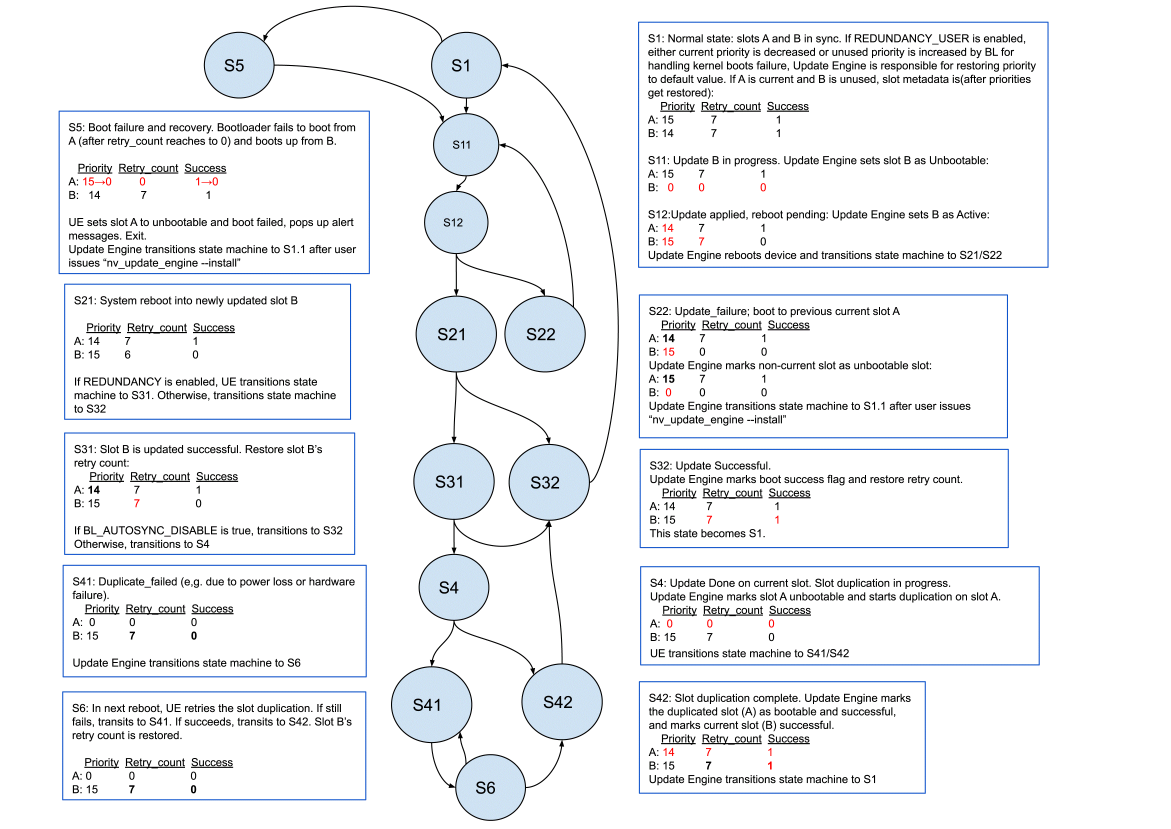 S5
S1
S11
S12
S21
S22
S31
S32
S4
S41
S42
S6
S5: Boot failure and recovery. Bootloader fails to boot from
A (after retry_count reaches to 0) and boots up from B.
Priority Retry_count Success
A: 15→0 0 1→0
B: 14 7 1
UE sets slot A to unbootable and boot failed, pops up alert
messages. Exit.
Update Engine transitions state machine to S1.1 after user
issues “nv_update_engine --install”
S21: System reboot into newly updated slot B
Priority Retry_count Success
A: 14 7 1
B: 15 6 0
If REDUNDANCY is enabled, UE transitions state
machine to S31. Otherwise, transitions state machine
to S32
S31: Slot B is updated successful. Restore slot B’s
retry count:
Priority Retry_count Success
A: 14 7 1
B: 15 7 0
If BL_AUTOSYNC_DISABLE is true, transitions to S32
Otherwise, transitions to S4
S41: Duplicate_failed (e,g. due to power loss or hardware
failure).
Priority Retry_count Success
A: 0 0 0
B: 15 7 0
Update Engine transitions state machine to S6
S6: In next reboot, UE retries the slot duplication. If still
fails, transits to S41. If succeeds, transits to S42. Slot B’s
retry count is restored.
Priority Retry_count Success
A: 0 0 0
B: 15 7 0
S1: Normal state: slots A and B in sync. If REDUNDANCY_USER is enabled,
either current priority is decreased or unused priority is increased by BL for
handling kernel boots failure, Update Engine is responsible for restoring priority
to default value. If A is current and B is unused, slot metadata is(after priorities
get restored):
Priority Retry_count Success
A: 15 7 1
B: 14 7 1
S11: Update B in progress. Update Engine sets slot B as Unbootable:
A: 15 7 1
B: 0 0 0
S12:Update applied, reboot pending: Update Engine sets B as Active:
A: 14 7 1
B: 15 7 0
Update Engine reboots device and transitions state machine to S21/S22
S22: Update_failure; boot to previous current slot A
Priority Retry_count Success
A: 14 7 1
B: 15 0 0
Update Engine marks non-current slot as unbootable slot:
A: 15 7 1
B: 0 0 0
Update Engine transitions state machine to S1.1 after user issues
“nv_update_engine --install”
S32: Update Successful.
Update Engine marks boot success flag and restore retry count.
Priority Retry_count Success
A: 14 7 1
B: 15 7 1
This state becomes S1.
S4: Update Done on current slot. Slot duplication in progress.
Update Engine marks slot A unbootable and starts duplication on slot A.
Priority Retry_count Success
A: 0 0 0
B: 15 7 0
UE transitions state machine to S41/S42
S42: Slot duplication complete. Update Engine marks
the duplicated slot (A) as bootable and successful,
and marks current slot (B) successful.
Priority Retry_count Success
A: 14 7 1
B: 15 7 1
Update Engine transitions state machine to S1